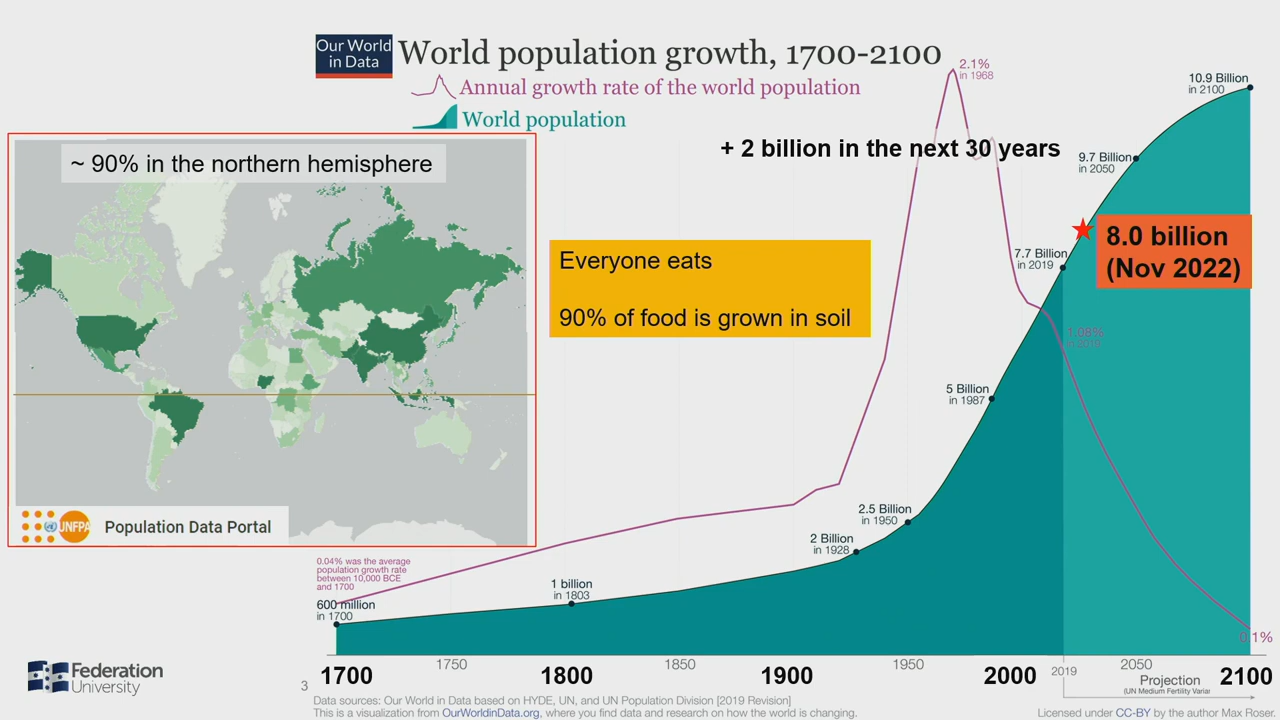 Our World
in Data
World population growth, 1700-2100
Annual growth rate of the world population
World population
2.1%
in 1968
10.9 Billion
in 2100
~ 90% in the northern hemisphere
+ 2 billion in the next 30 years
9.7 Billion
in 2050
Everyone eats
90% of food is grown in soil
7.7 Billion
in 2019
8.0 billion
(Nov 2022)
1.08%
in 2019
5 Billion
in 1987
2.5 Billion
in 1950
2 Billion
in 1928
UNFPA
Population Data Portal
0.04% was the average
population growth rate
between 10,000 BCE
and 1700
1 billion
in 1803
600 million
in 1700
0.1%
Federation
University
3
1700
1750
1800
1850
1900
1950
2000
2019
2050
2100
Projection
(UN Medium Fertility Varia
Data sources: Our World in Data based on HYDE, UN, and UN Population Division [2019 Revision]
This is a visualization from OurWorldinData.org, where you find data and research on how the world is changing.
Licensed under CC-BY by the author Max Roser.